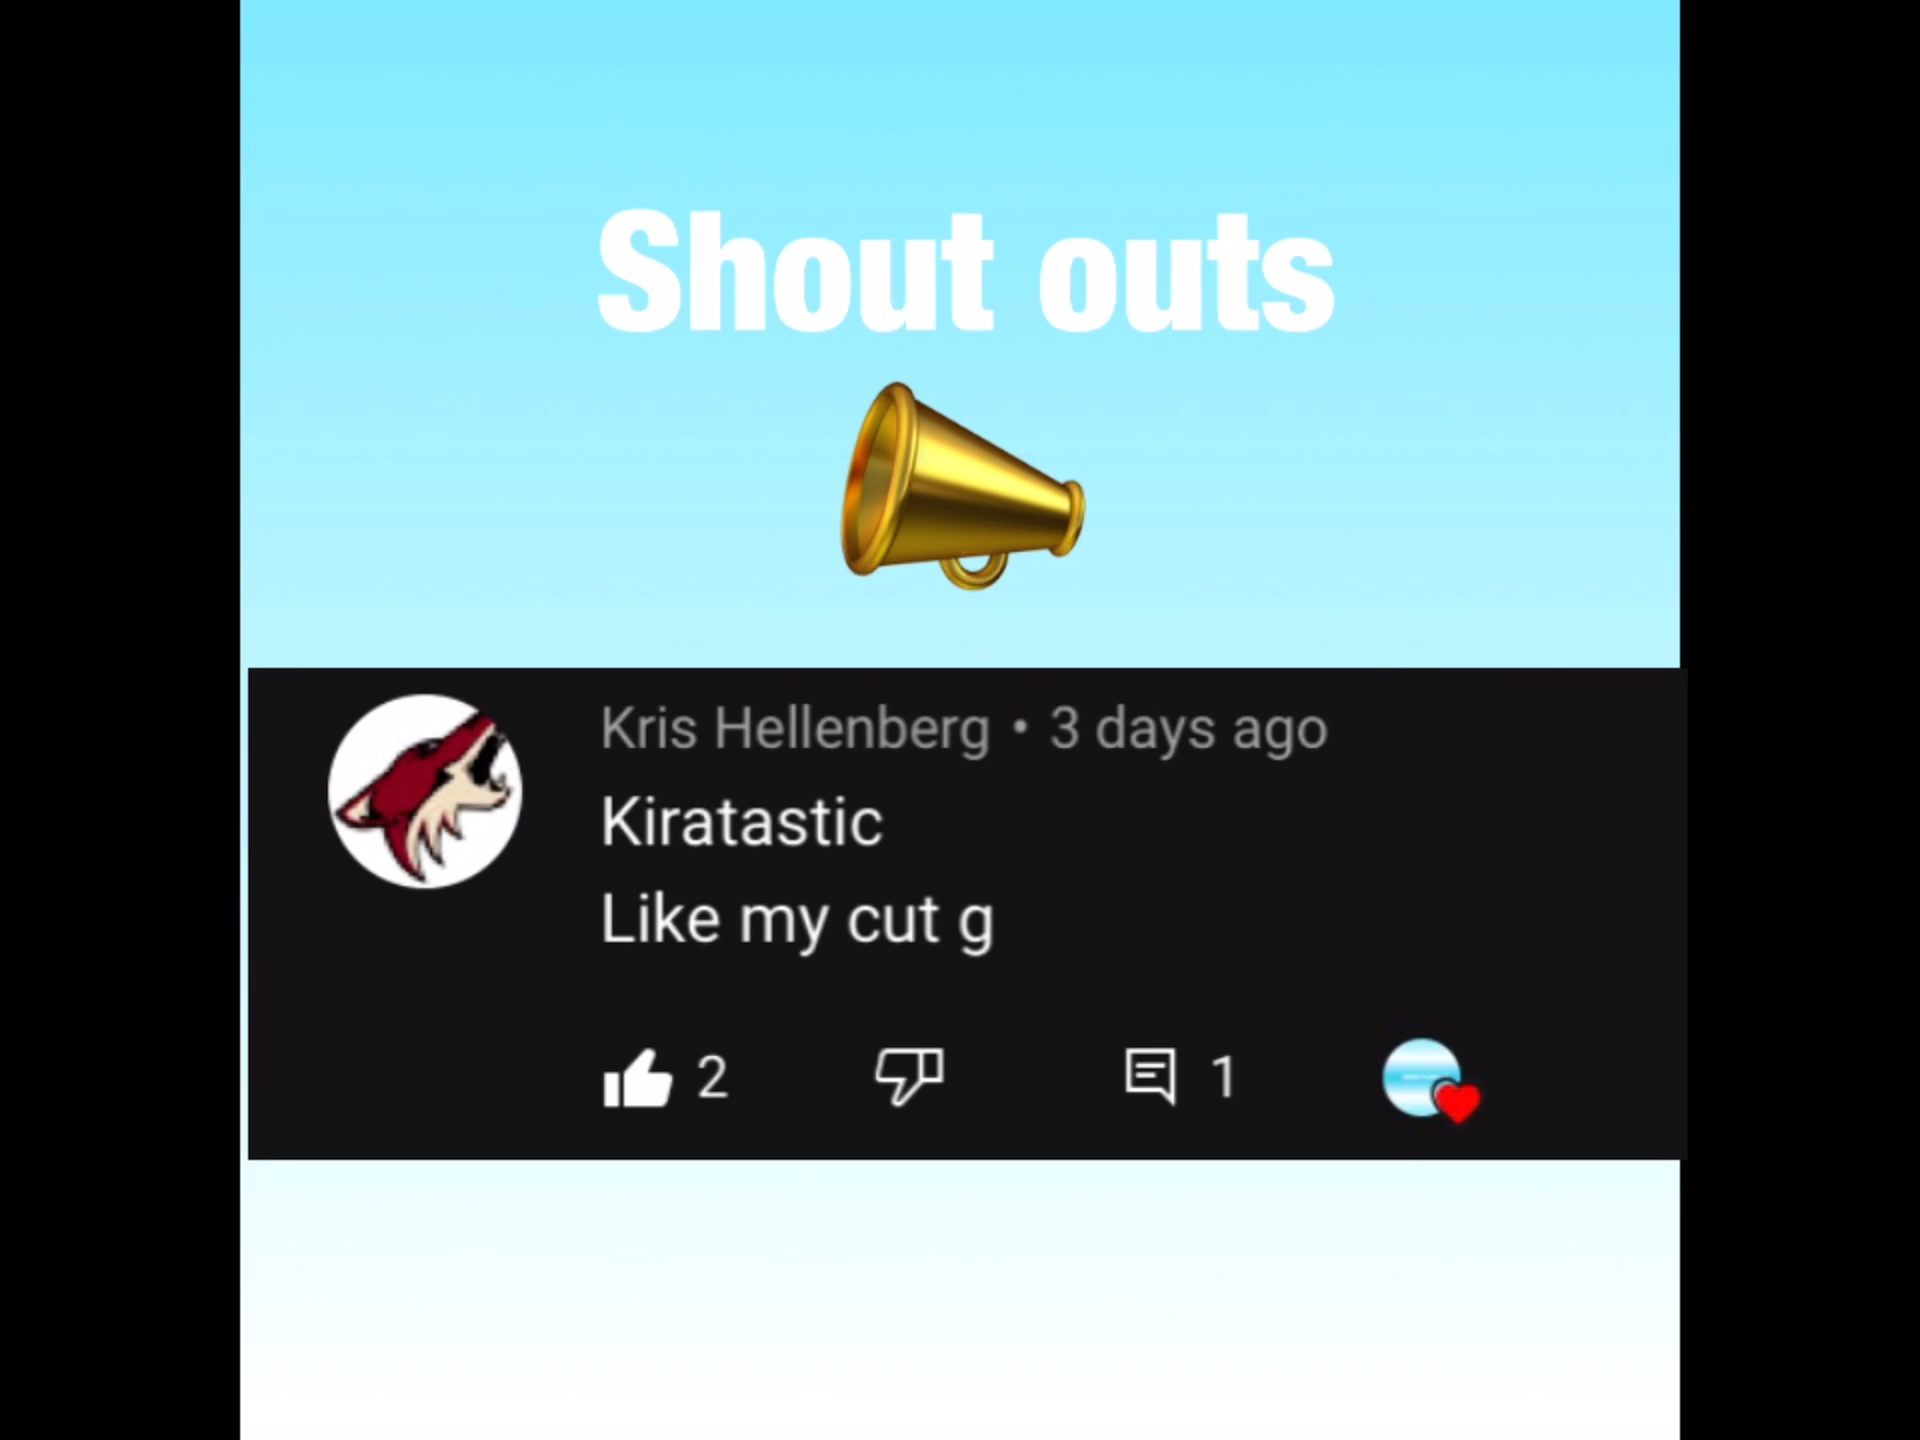 Shout outs
Kris Hellenberg • 3 days ago
Kiratastic
Like my cut g
2
1